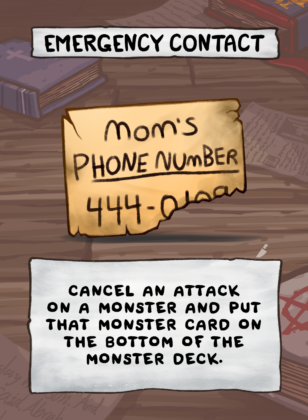 EMERGENCY CONTACT
Mom's
PHONE NUMBER
444-
CANCEL AN ATTACK
ON A MONSTER AND PUT
THAT MONSTER CARD ON
THE BOTTOM OF THE
MONSTER DECK.